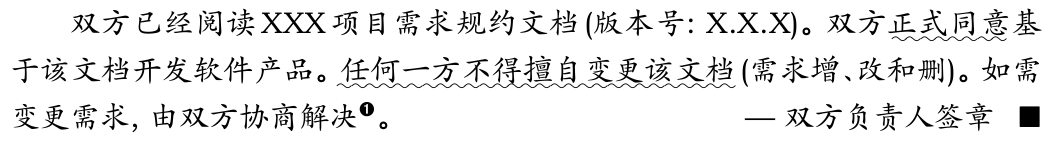 双方已经阅读 XXX 项目需求规约文档 (版本号: X.X.X)。双方正式同意基
于该文档开发软件产品。任何一方不得擅自变更该文档 (需求增、改和删)。如需
变更需求, 由双方协商解决❶。 — 双方负责人签章 ■